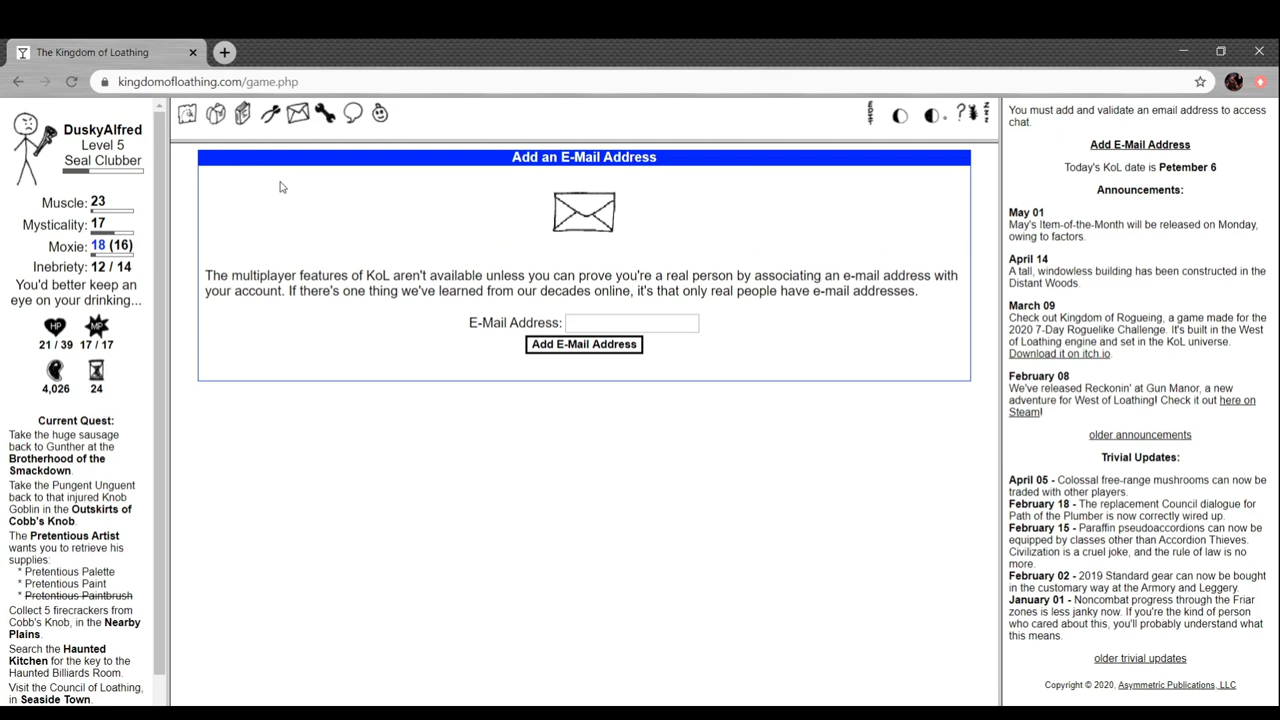 The Kingdom of Loathing
kingdomofloathing.com/game.php
DuskyAlfred
Level 5
Seal Clubber
Muscle: 23
Mysticality: 17
Moxie: 18 (16)
Inebriety: 12 / 14
You'd better keep an
eye on your drinking...
HP MP
21 / 39 17 / 17
4,026 24
Current Quest:
Take the huge sausage
back to Gunther at the
Brotherhood of the
Smackdown.
Take the Pungent Unguent
back to that injured Knob
Goblin in the Outskirts of
Cobb's Knob.
The Pretentious Artist
wants you to retrieve his
supplies:
* Pretentious Palette
* Pretentious Paint
* Pretentious Paintbrush
Collect 5 firecrackers from
Cobb's Knob, in the Nearby
Plains.
Search the Haunted
Kitchen for the key to the
Haunted Billiards Room.
Visit the Council of Loathing,
in Seaside Town.
Add an E-Mail Address
The multiplayer features of KoL aren't available unless you can prove you're a real person by associating an e-mail address with
your account. If there's one thing we've learned from our decades online, it's that only real people have e-mail addresses.
E-Mail Address:
Add E-Mail Address
You must add and validate an email address to access
chat.
Add E-Mail Address
Today's KoL date is Petember 6
Announcements:
May 01
May's Item-of-the-Month will be released on Monday,
owing to factors.
April 14
A tall, windowless building has been constructed in the
Distant Woods.
March 09
Check out Kingdom of Rogueing, a game made for the
2020 7-Day Roguelike Challenge. It's built in the West
of Loathing engine and set in the KoL universe.
Download it on itch.io.
February 08
We've released Reckonin' at Gun Manor, a new
adventure for West of Loathing! Check it out here on
Steam!
older announcements
Trivial Updates:
April 05 - Colossal free-range mushrooms can now be
traded with other players.
February 18 - The replacement Council dialogue for
Path of the Plumber is now correctly wired up.
February 15 - Paraffin pseudoaccordions can now be
equipped by classes other than Accordion Thieves.
Civilization is a cruel joke, and the rule of law is no
more.
February 02 - 2019 Standard gear can now be bought
in the customary way at the Armory and Leggery.
January 01 - Noncombat progress through the Friar
zones is less janky now. If you're the kind of person
who cared about this, you'll probably understand what
this means.
older trivial updates
Copyright © 2020, Asymmetric Publications, LLC